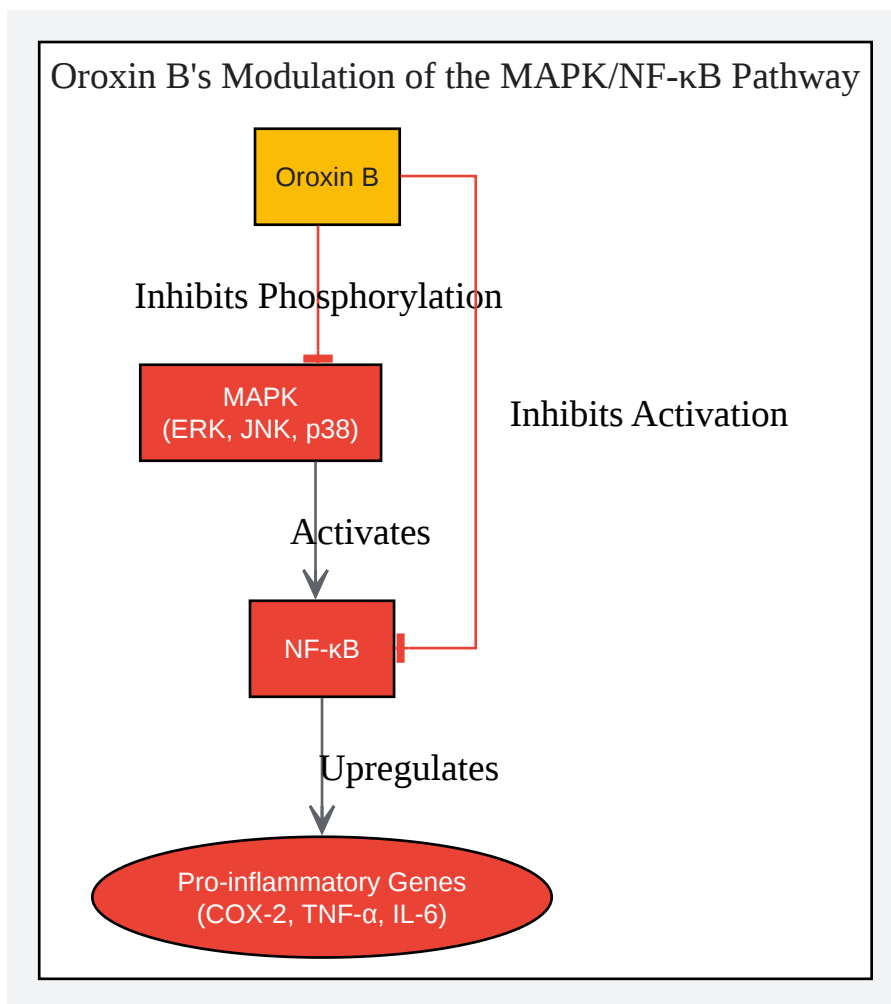 Oroxin B's Modulation of the MAPK/NF-κB Pathway
Oroxin B
Inhibits Phosphorylation
MAPK
(ERK, JNK, p38)
Inhibits Activation
Activates
NF-κB
Upregulates
Pro-inflammatory Genes
(COX-2, TNF-α, IL-6)